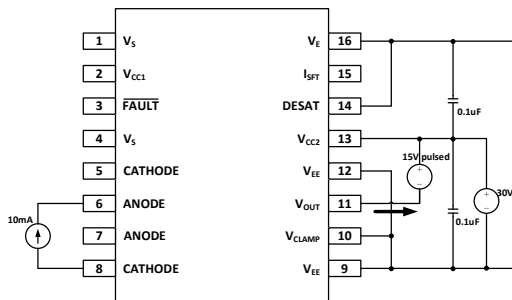 1 V_S V_E 16
2 V_CC1 I_SFT 15
3 FAULT DESAT 14
0.1uF
4 V_S V_CC2 13
15V pulsed
5 CATHODE V_EE 12
30V
6 ANODE V_OUT 11
10mA
0.1uF
7 ANODE V_CLAMP 10
8 CATHODE V_EE 9